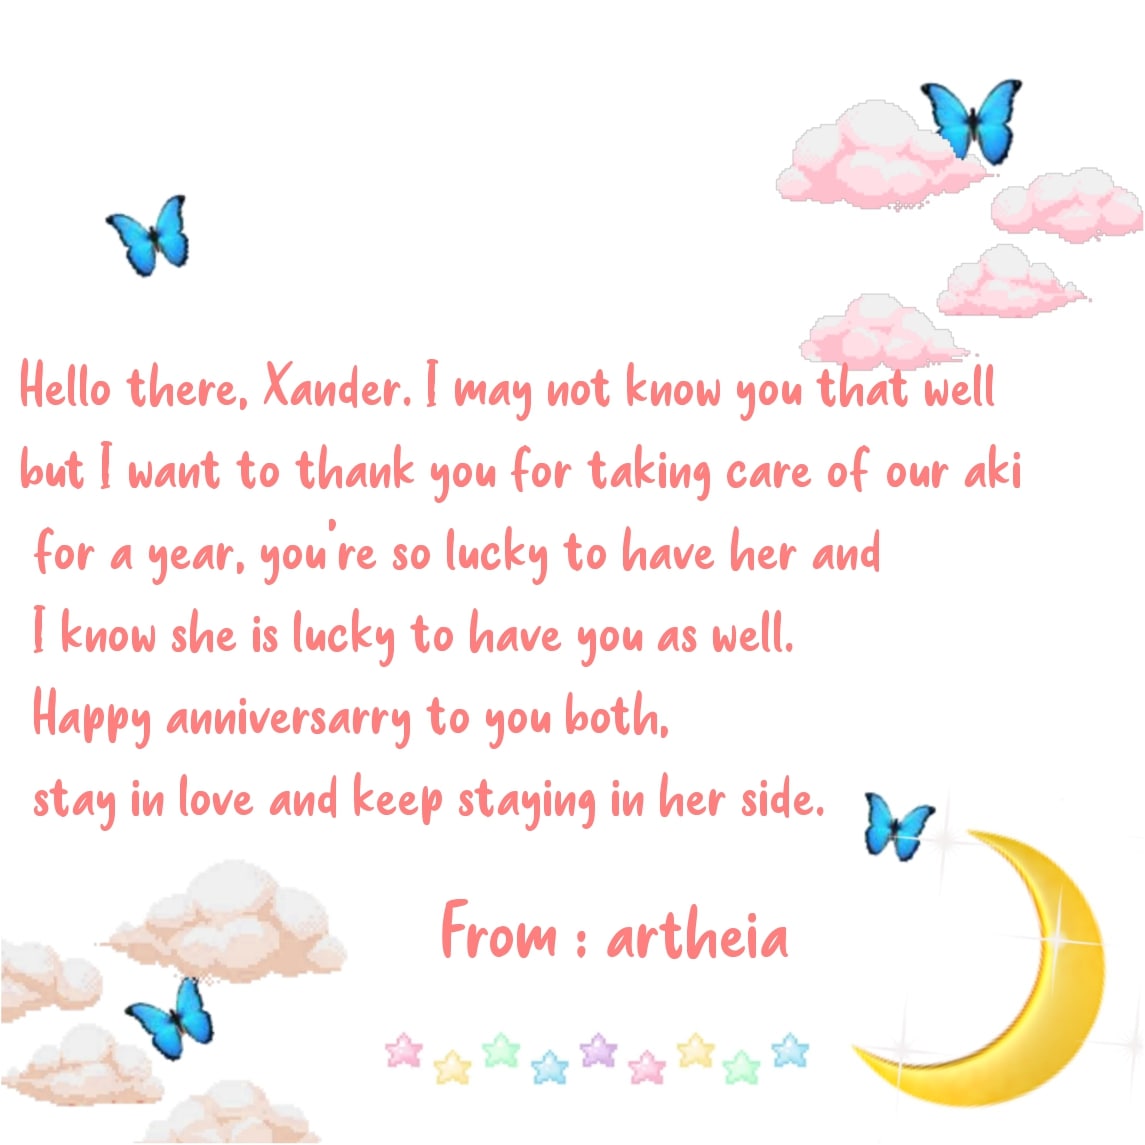 Hello there, Xander. I may not know you that well
but I want to thank you for taking care of our aki
for a year, you're so lucky to have her and
I know she is lucky to have you as well.
Happy anniversarry to you both,
stay in love and keep staying in her side.
From : artheia